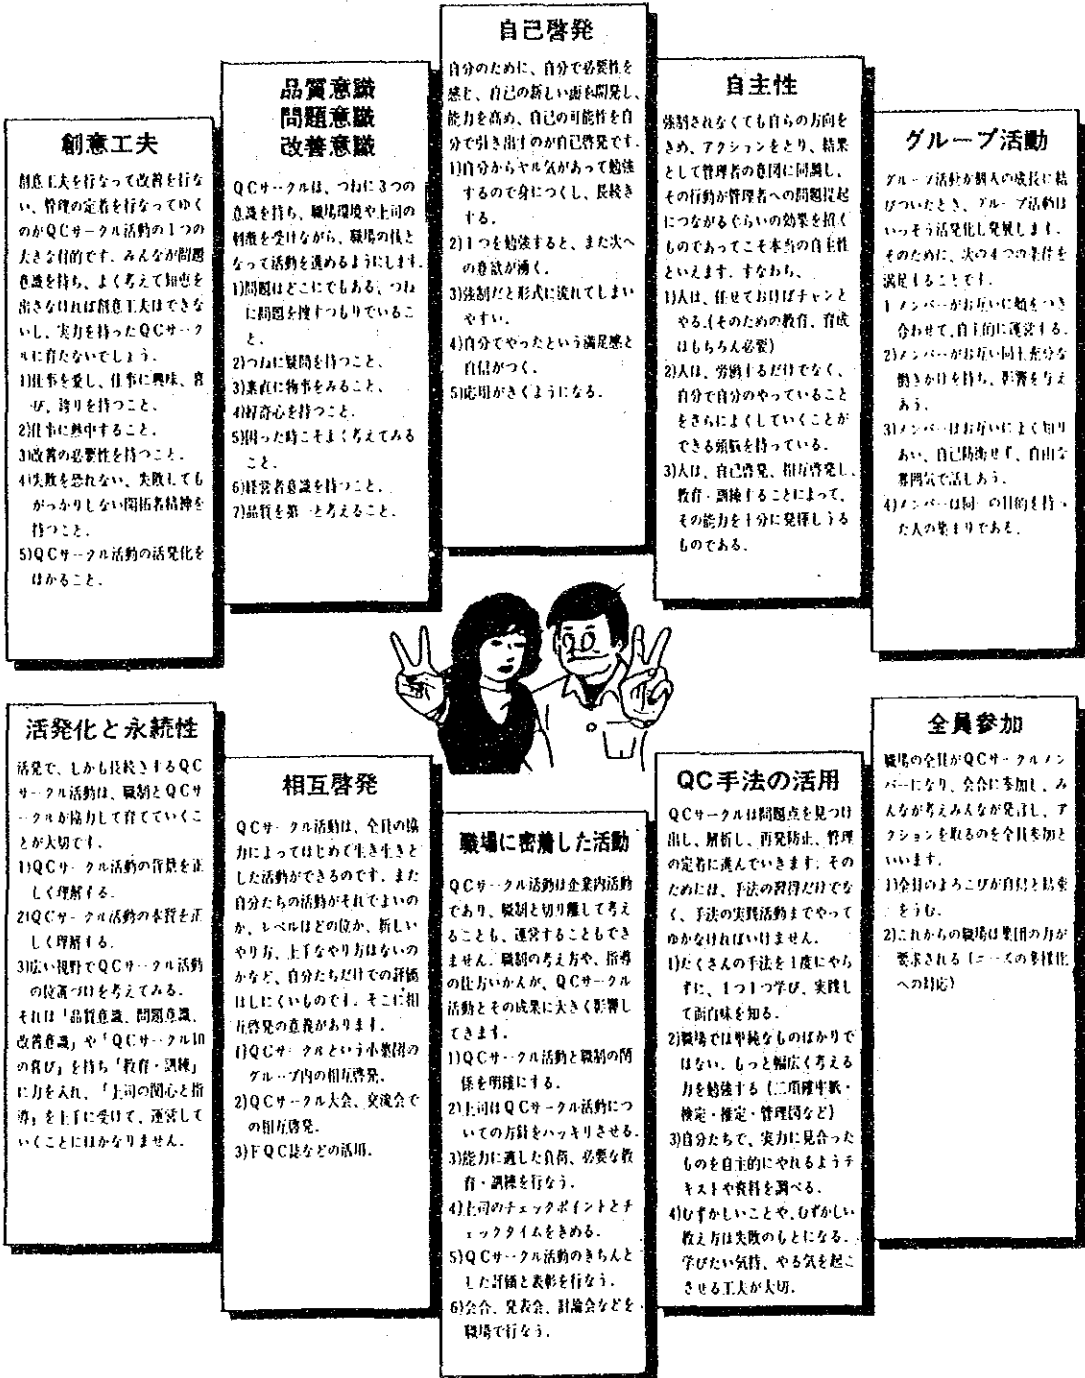 自己啓発
自分のために、自分で必要性を
感じ、自己の新しい面を開発し、
能力を高め、自己の可能性を自
分で引き出すのが自己啓発です。
1)自分からヤル気があって勉強
するので身につくし、長続き
する。
2)1つを勉強すると、また次へ
の意欲が湧く。
3)強制だと形式に流れてしまい
やすい。
4)自分でやったという満足感と
自信がつく。
5)応用がきくようになる。
品質意識
問題意識
改善意識
QCサークルは、つねに3つの
意識を持ち、職場環境や上司の
刺激を受けながら、職場の核と
なって活動を進めるようにします。
1)問題はどこにでもある、つね
に問題を捜すつもりでいるこ
と。
2)つねに疑問を持つこと、
3)素直に物事をみること、
4)好奇心を持つこと。
5)困った時こそよく考えてみる
こと。
6)経営者意識を持つこと。
7)品質を第一と考えること。
自主性
強制されなくても自らの方向を
きめ、アクションをとり、結果
として管理者の意図に同調し、
その行動が管理者への問題提起
につながるぐらいの効果を招く
ものであってこそ本当の自主性
といえます。すなわち、
1)人は、任せておけばチャンと
やる。(そのための教育、育成
はもちろん必要)
2)人は、労働するだけでなく、
自分で自分のやっていること
をさらによくしていくことが
できる頭脳を持っている。
3)人は、自己啓発、相互啓発し、
教育・訓練することによって、
その能力を十分に発揮しうる
ものである。
創意工夫
創意工夫を行なって改善を行な
い、管理の定着を行なってゆく
のがQCサークル活動の1つの
大きな目的です。みんなが問題
意識を持ち、よく考えて知恵を
出さなければ創意工夫はできな
いし、実力を持ったQCサーク
ルに育たないでしょう。
1)仕事を愛し、仕事に興味、喜
び、誇りを持つこと。
2)仕事に熱中すること。
3)改善の必要性を持つこと。
4)失敗を恐れない、失敗しても
がっかりしない開拓者精神を
持つこと。
5)QCサークル活動の活発化を
はかること。
グループ活動
グループ活動が個人の成長に結
びついたとき、グループ活動は
いっそう活発化し発展します。
そのために、次の4つの条件を
満足することです。
1)メンバーがお互いに顔をつき
合わせて、自主的に運営する。
2)メンバーがお互い同士充分な
働きかけを持ち、影響を与え
あう。
3)メンバーはお互いによく知り
あい、自己防衛せず、自由な
雰囲気で話しあう。
4)メンバーは同一の目的を持っ
た人の集まりである。
活発化と永続性
活発で、しかも長続きするQC
サークル活動は、職制とQCサ
ークルが協力して育てていくこ
とが大切です。
1)QCサークル活動の背景を正
しく理解する。
2)QCサークル活動の本質を正
しく理解する。
3)広い視野でQCサークル活動
の位置づけを考えてみる。
それは「品質意識、問題意識、
改善意識」や「QCサークル10
の喜び」を持ち「教育・訓練」
に力を入れ、「上司の関心と指
導」を上手に受けて、運営して
いくことにほかなりません。
相互啓発
QCサークル活動は、全員の協
力によってはじめて生き生きと
した活動ができるのです。また
自分たちの活動がそれでよいの
か、レベルはどの位か、新しい
やり方、上手なやり方はないの
かなど、自分たちだけでの評価
はしにくいものです。そこに相
互啓発の意義があります。
1)QCサークルという小集団の
グループ内の相互啓発。
2)QCサークル大会、交流会で
の相互啓発。
3)FQC誌などの活用。
職場に密着した活動
QCサークル活動は企業内活動
であり、職制と切り離して考え
ることも、運営することもでき
ません。職制の考え方や、指導
の仕方いかんが、QCサークル
活動とその成果に大きく影響し
てきます。
1)QCサークル活動と職制の関
係を明確にする。
2)上司はQCサークル活動につ
いての方針をハッキリさせる。
3)能力に適した負荷、必要な教
育・訓練を行なう。
4)上司のチェックポイントとチ
ェックタイムをきめる。
5)QCサークル活動のきちんと
した評価と表彰を行なう。
6)会合、発表会、討論会などを
職場で行なう。
QC手法の活用
QCサークルは問題点を見つけ
出し、解析し、再発防止、管理
の定着に進んでいきます。その
ためには、手法の習得だけでな
く、手法の実践活動までやって
ゆかなければいけません。
1)たくさんの手法を1度にやら
ずに、1つ1つ学び、実践し
て面白味を知る。
2)職場では単純なものばかりで
はない。もっと幅広く考える
力を勉強する(二項確率紙・
検定・推定・管理図など)
3)自分たちで、実力に見合った
ものを自主的にやれるようテ
キストや資料を調べる。
4)むずかしいことや、むずかしい
教え方は失敗のもとになる。
学びたい気持、やる気を起こ
させる工夫が大切。
全員参加
職場の全員がQCサークルメン
バーになり、会合に参加し、み
んなが考えみんなが発言し、ア
クションを取るのを全員参加と
いいます。
1)全員のよろこびが自信と結束
をうむ。
2)これからの職場は集団の力が
要求される(ニーズの多様化
への対応)